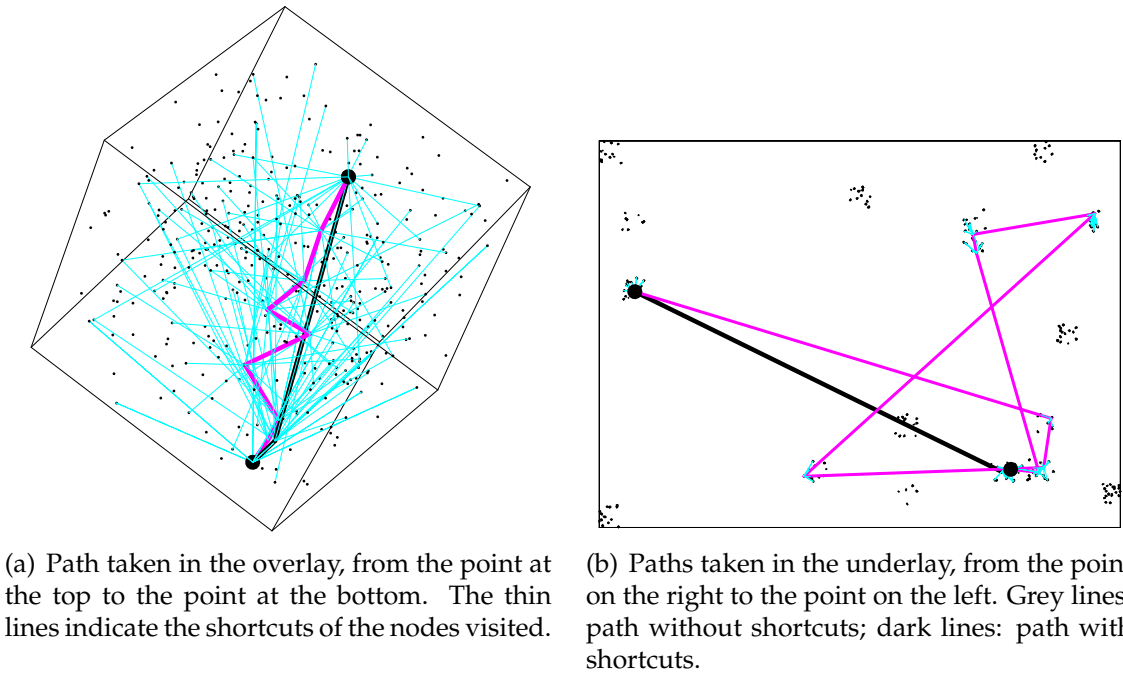 (a) Path taken in the overlay, from the point at
the top to the point at the bottom. The thin
lines indicate the shortcuts of the nodes visited.
(b) Paths taken in the underlay, from the poin
on the right to the point on the left. Grey lines
path without shortcuts; dark lines: path with
shortcuts.